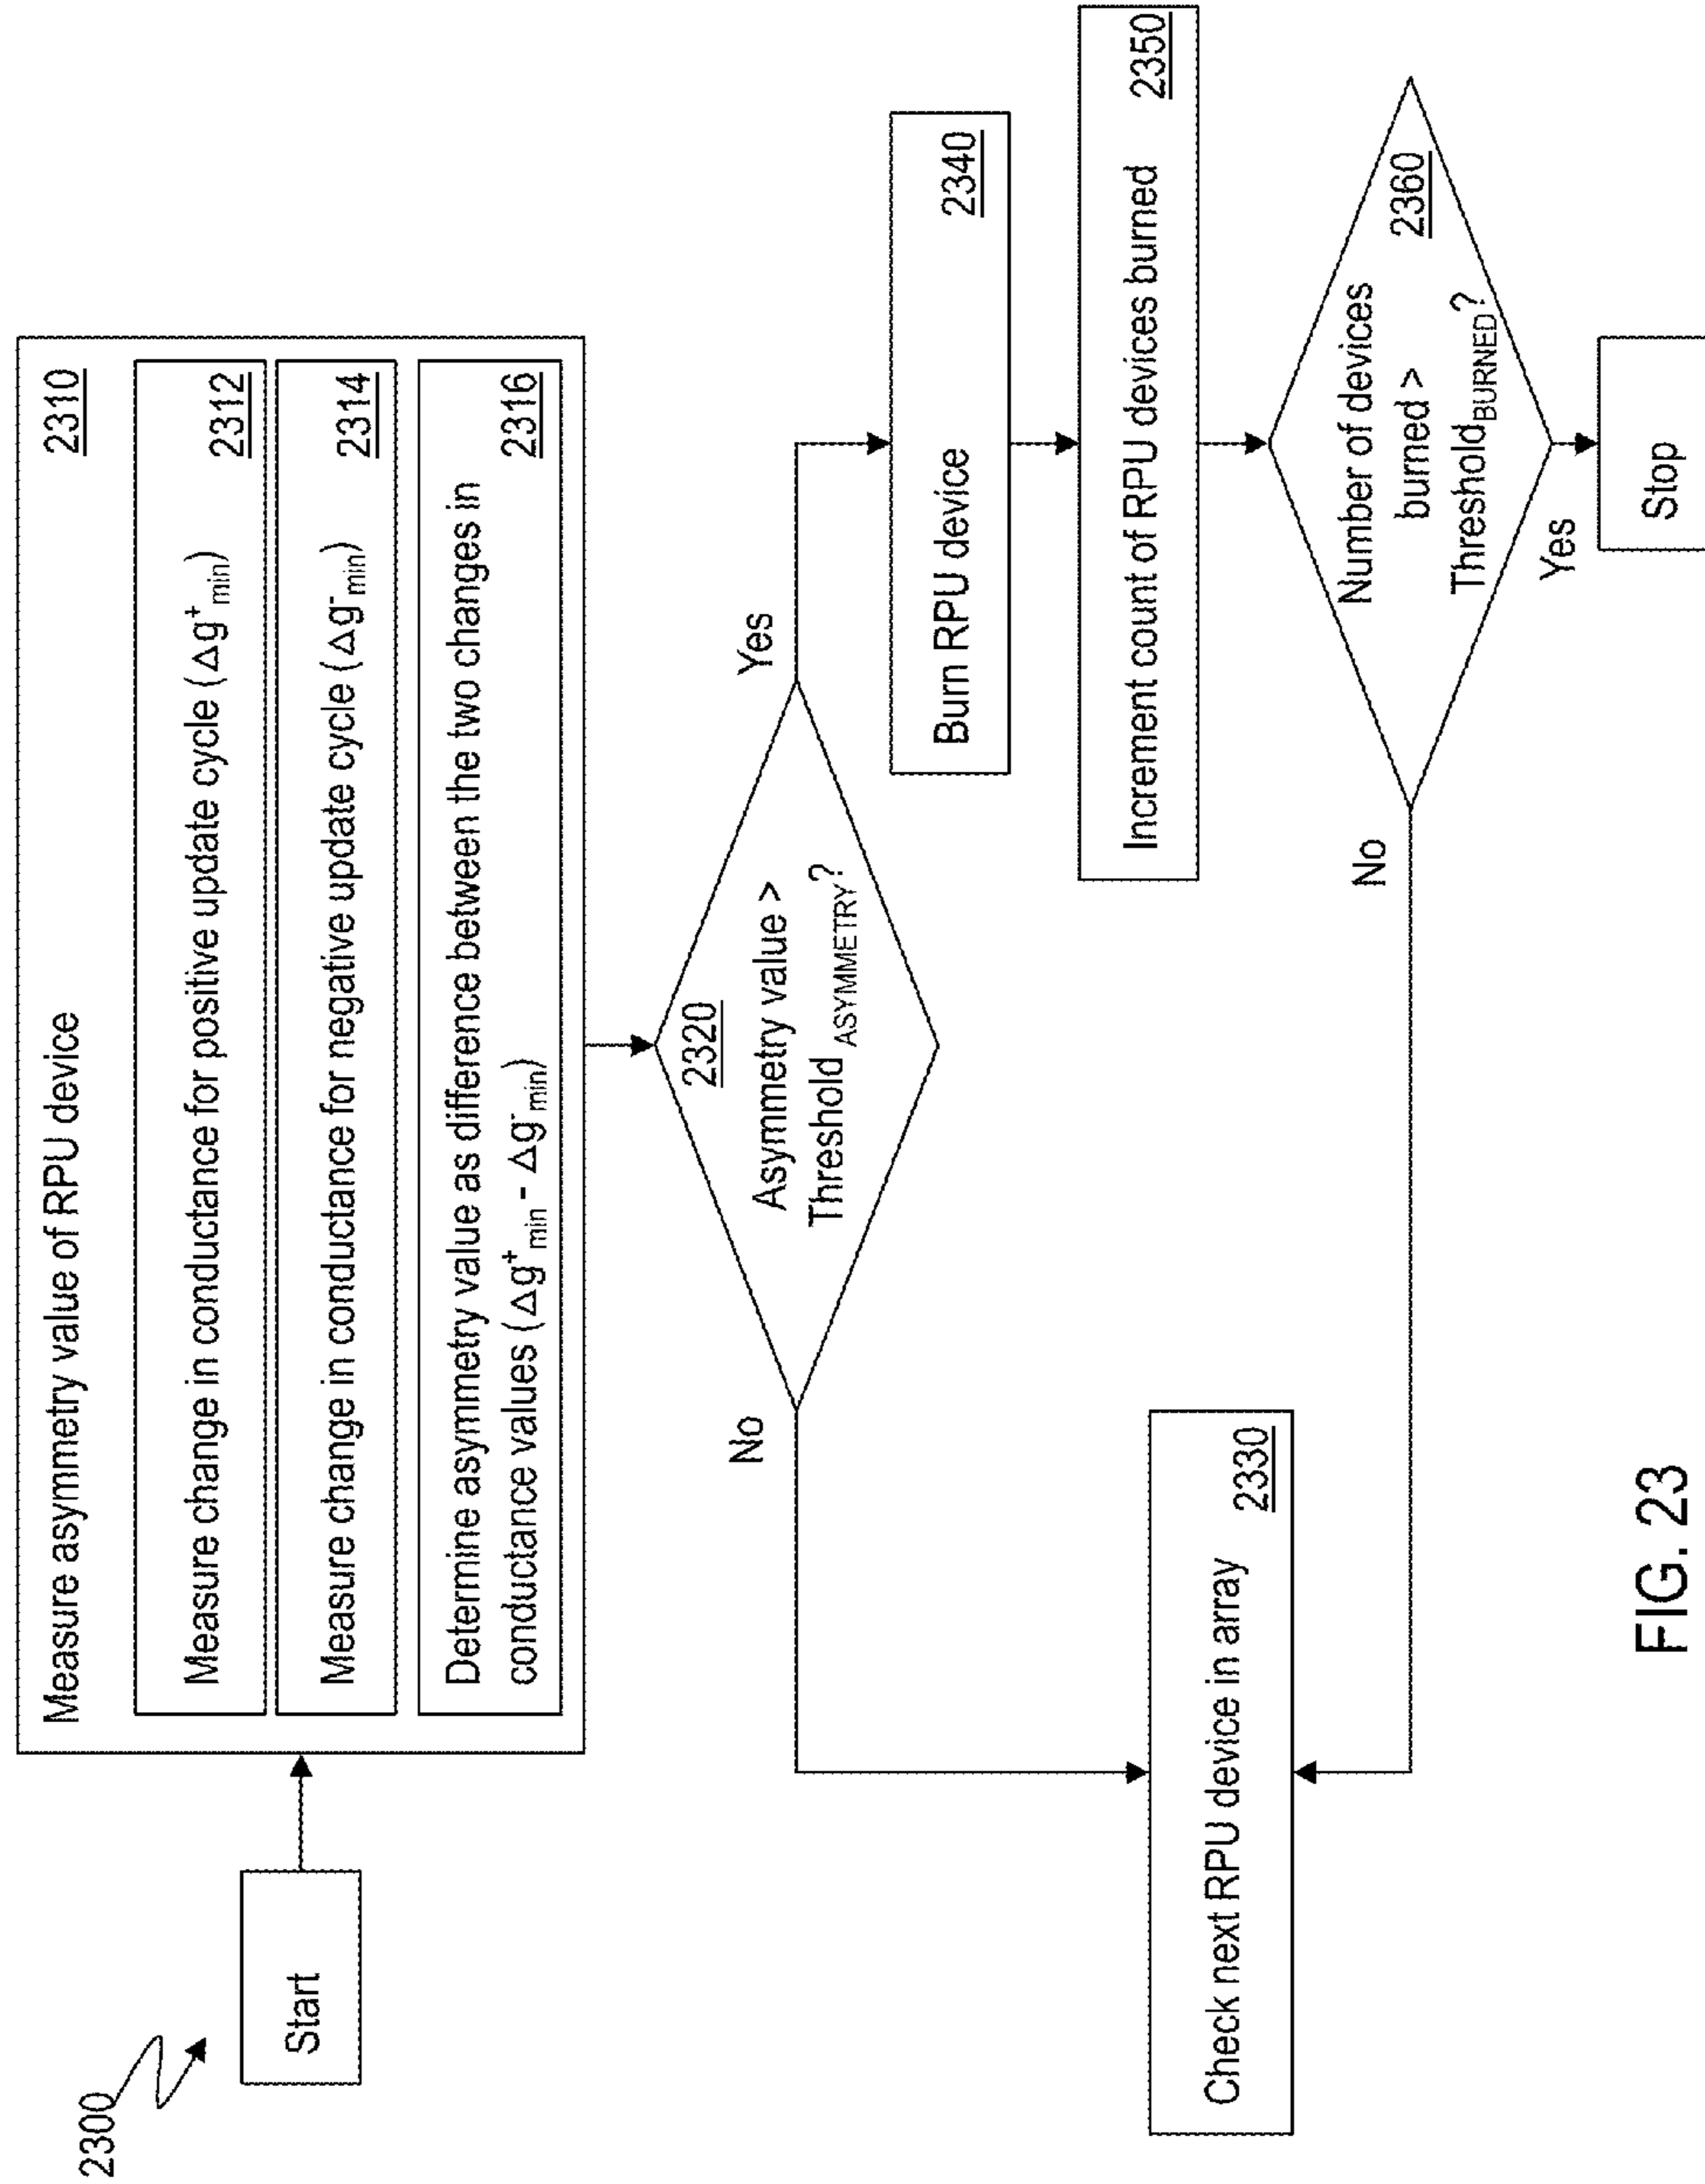 2300
Start
Measure asymmetry value of RPU device 2310
Measure change in conductance for positive update cycle (Δg⁺min) 2312
Measure change in conductance for negative update cycle (Δg⁻min) 2314
Determine asymmetry value as difference between the two changes in 2316
conductance values (Δg⁺min - Δg⁻min)
2320
Asymmetry value >
Threshold ASYMMETRY?
No
Yes
Burn RPU device 2340
Increment count of RPU devices burned 2350
Number of devices 2360
burned >
ThresholdBURNED?
No
Yes
Check next RPU device in array 2330
Stop
FIG. 23